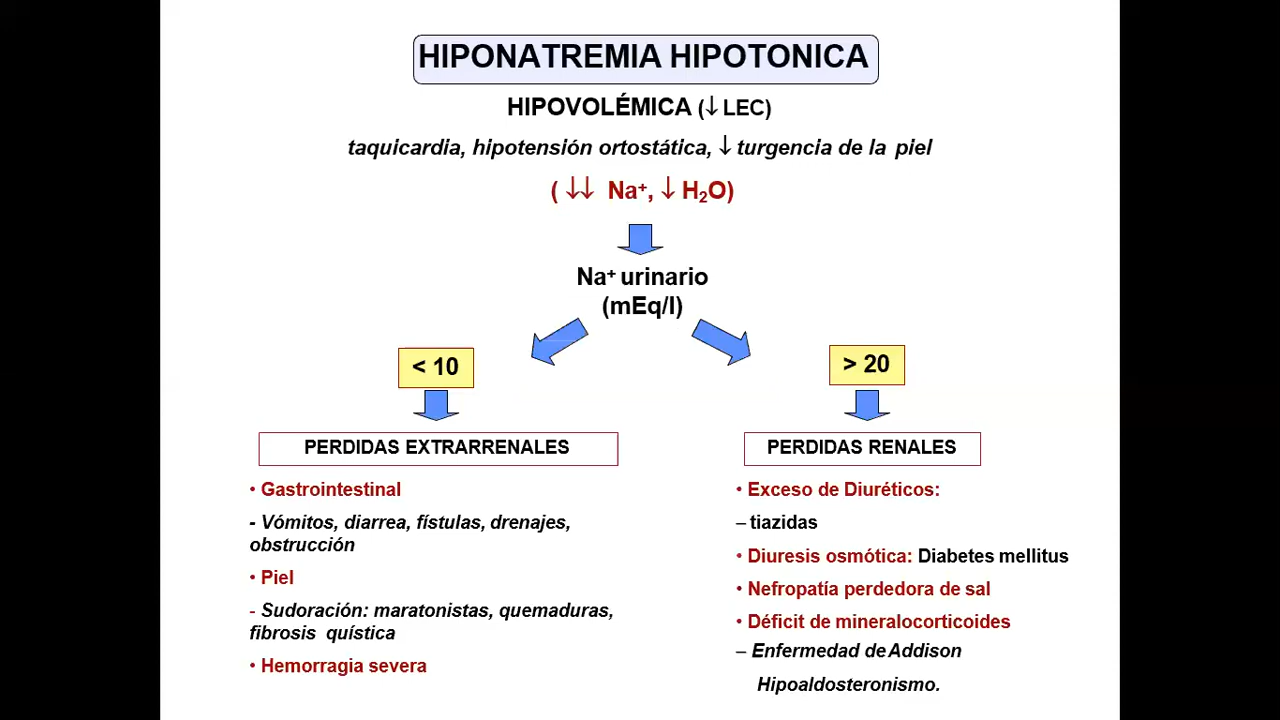 HIPONATREMIA HIPOTONICA
HIPOVOLÉMICA (↓ LEC)
taquicardia, hipotensión ortostática, ↓ turgencia de la piel
( ↓↓ Na⁺, ↓ H₂O)
Na⁺ urinario
(mEq/l)
< 10
> 20
PERDIDAS EXTRARRENALES
• Gastrointestinal
- Vómitos, diarrea, fístulas, drenajes,
obstrucción
• Piel
- Sudoración: maratonistas, quemaduras,
fibrosis quística
• Hemorragia severa
PERDIDAS RENALES
• Exceso de Diuréticos:
– tiazidas
• Diuresis osmótica: Diabetes mellitus
• Nefropatía perdedora de sal
• Déficit de mineralocorticoides
– Enfermedad de Addison
Hipoaldosteronismo.